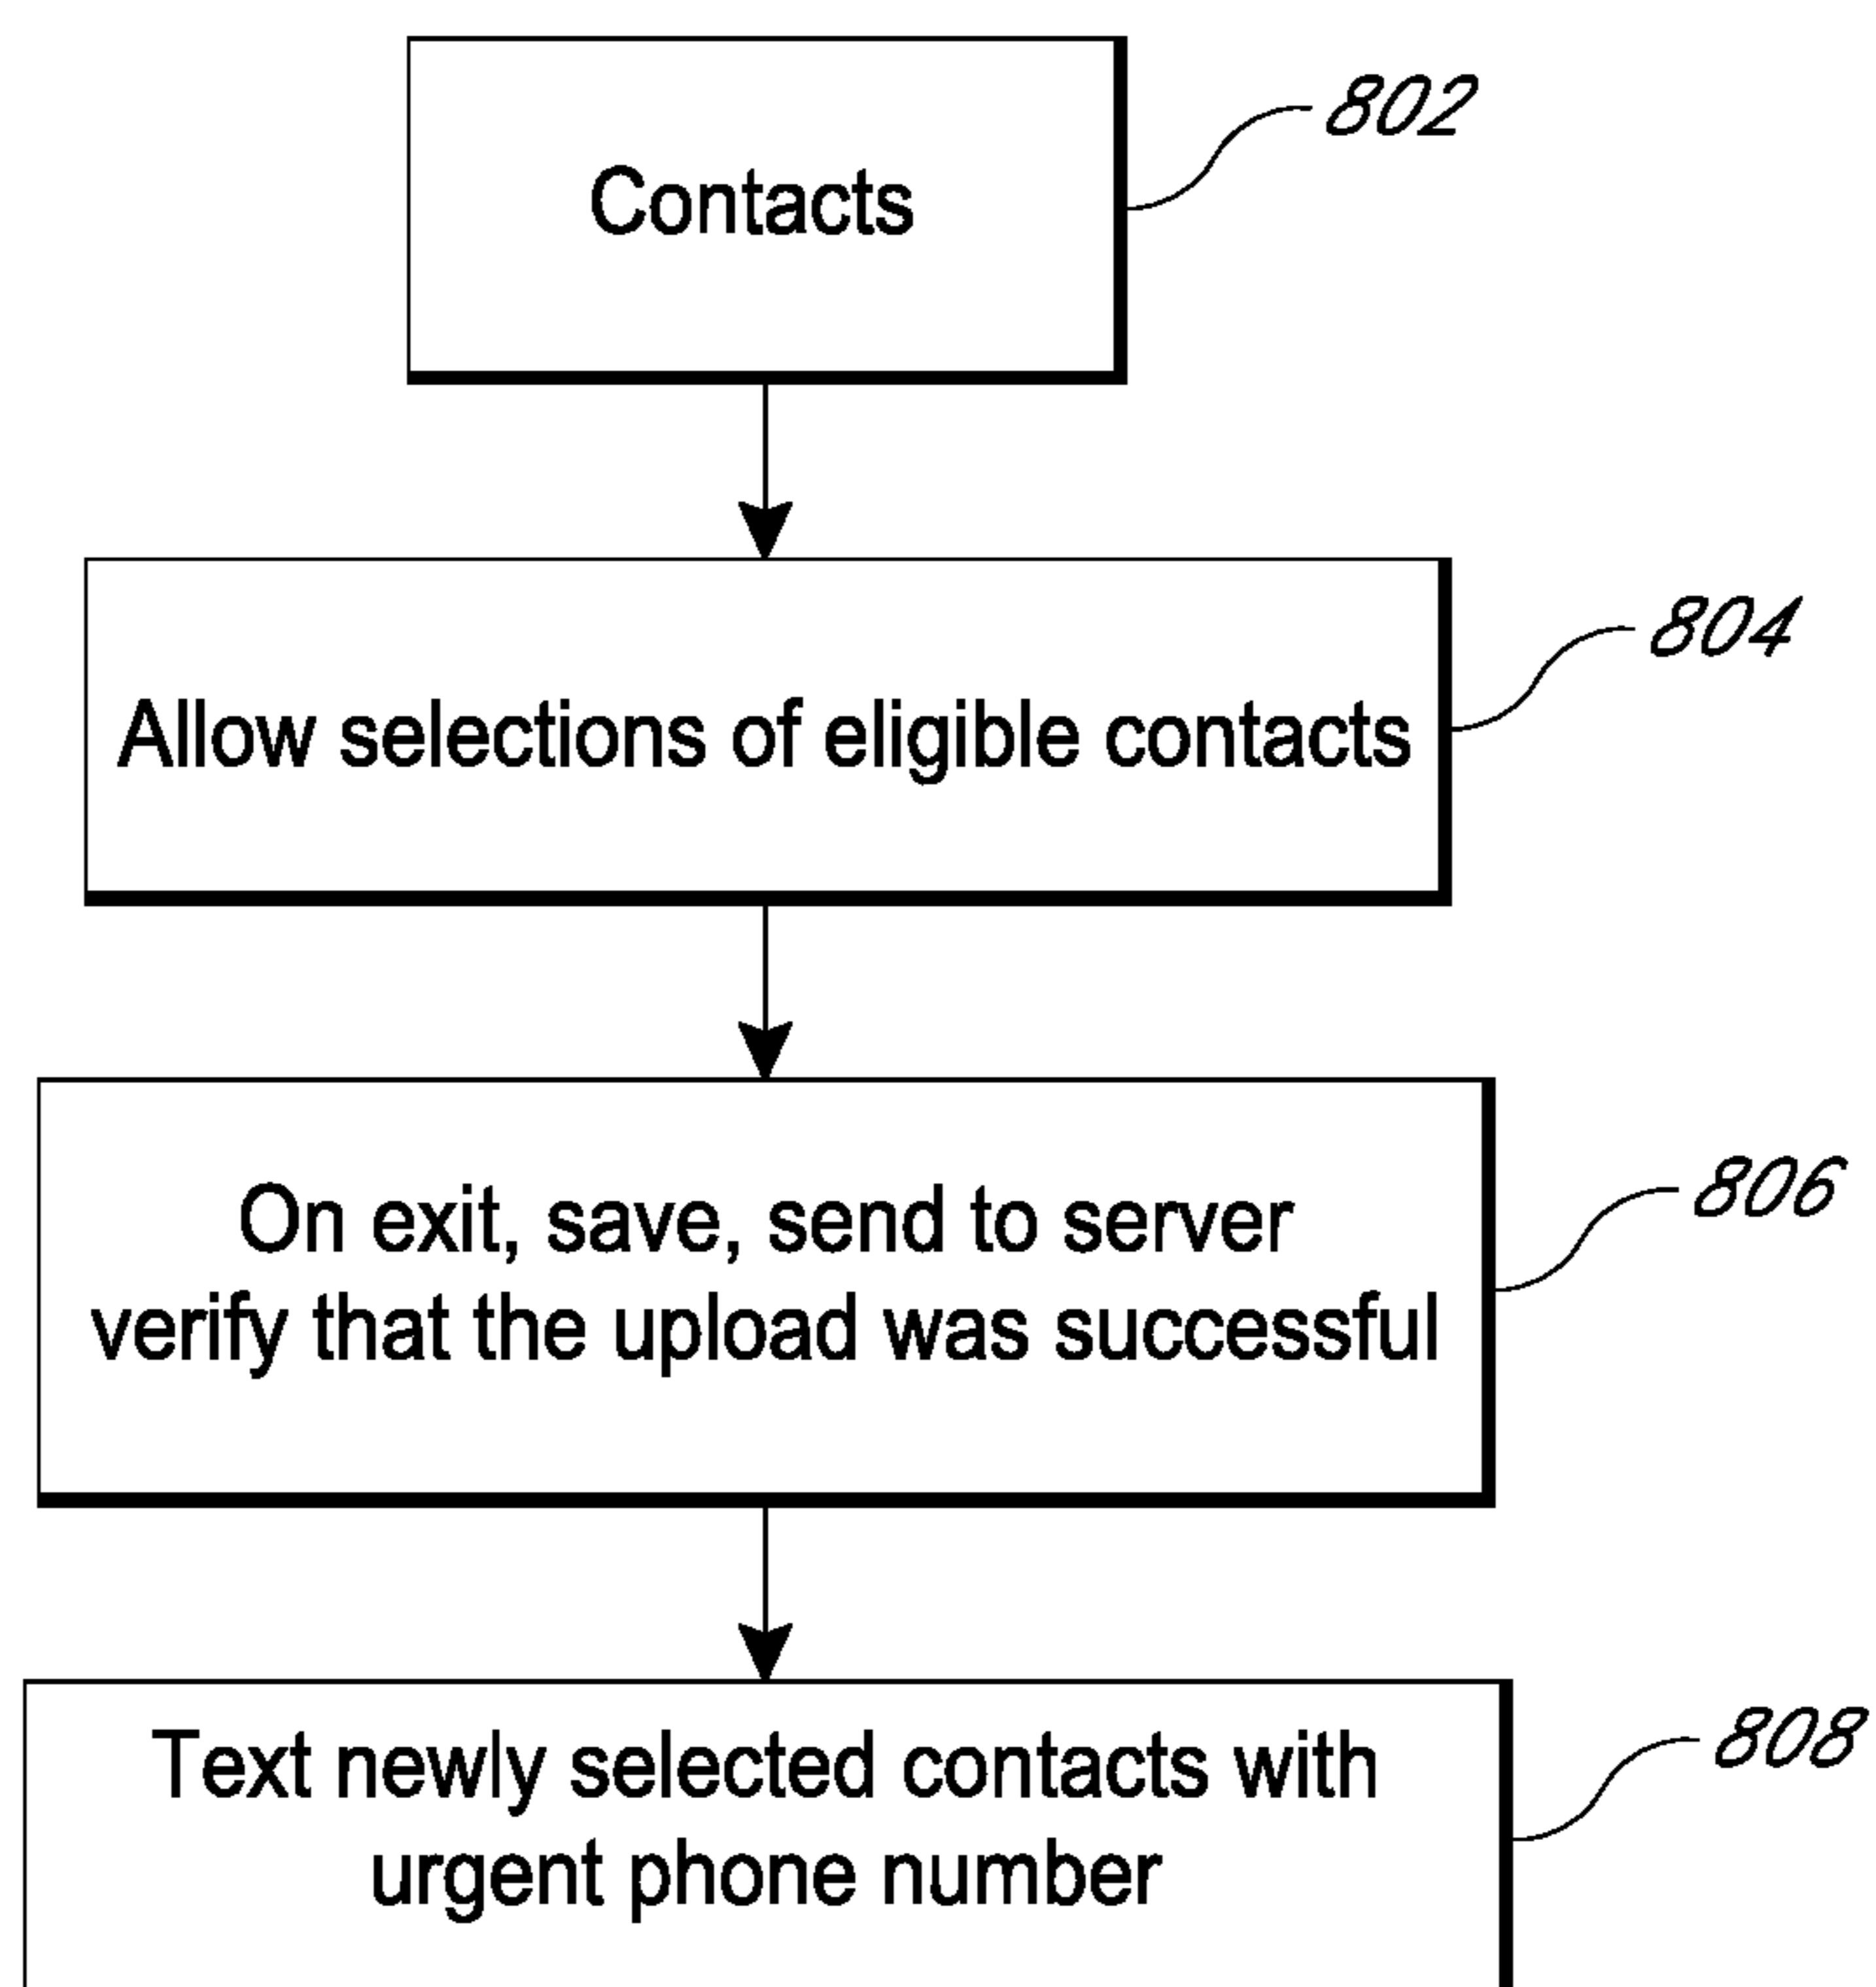 Contacts
802
Allow selections of eligible contacts
804
On exit, save, send to server
verify that the upload was successful
806
Text newly selected contacts with
urgent phone number
808